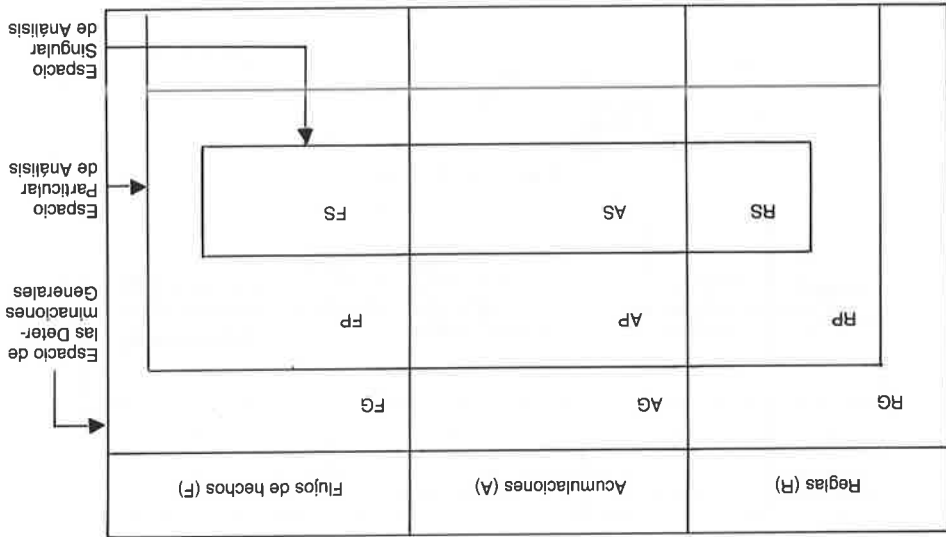 Reglas (R)
Acumulaciones (A)
Flujos de hechos (F)
RG
AG
FG
Espacio de
las Deter-
minaciones
Generales
RP
AP
FP
Espacio
Particular
de Análisis
RS
AS
FS
Espacio
Singular
de Análisis